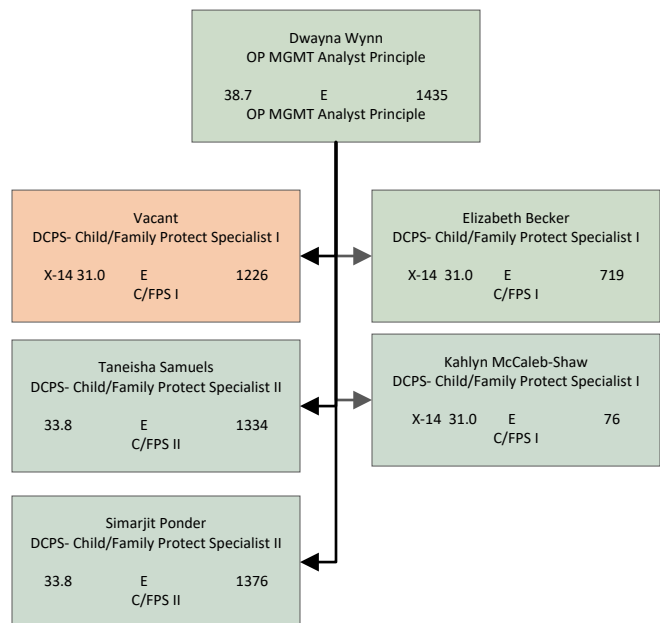 Dwayna Wynn
OP MGMT Analyst Principle
38.7 E 1435
OP MGMT Analyst Principle
Vacant
DCPS- Child/Family Protect Specialist I
X-14 31.0 E 1226
C/FPS I
Elizabeth Becker
DCPS- Child/Family Protect Specialist I
X-14 31.0 E 719
C/FPS I
Taneisha Samuels
DCPS- Child/Family Protect Specialist II
33.8 E 1334
C/FPS II
Kahlyn McCaleb-Shaw
DCPS- Child/Family Protect Specialist I
X-14 31.0 E 76
C/FPS I
Simarjit Ponder
DCPS- Child/Family Protect Specialist II
33.8 E 1376
C/FPS II